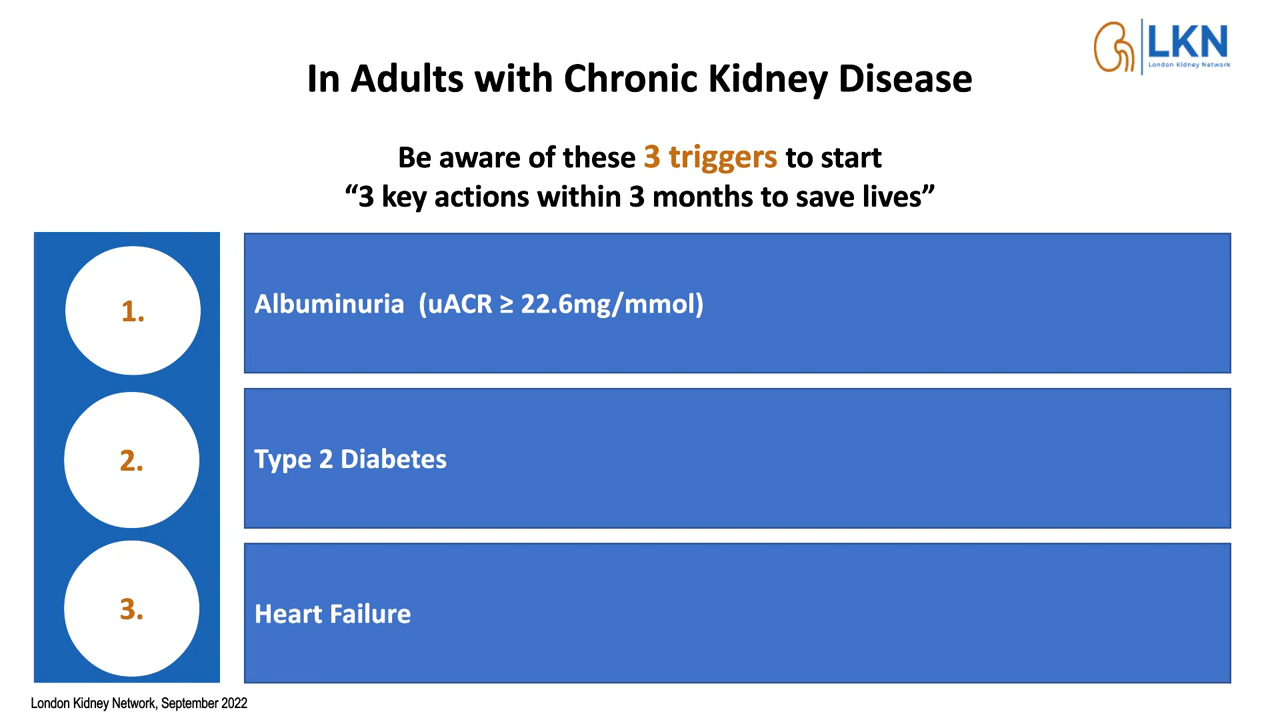 LKN
London Kidney Network
In Adults with Chronic Kidney Disease
Be aware of these 3 triggers to start
“3 key actions within 3 months to save lives”
1.
Albuminuria  (uACR ≥ 22.6mg/mmol)
2.
Type 2 Diabetes
3.
Heart Failure
London Kidney Network, September 2022